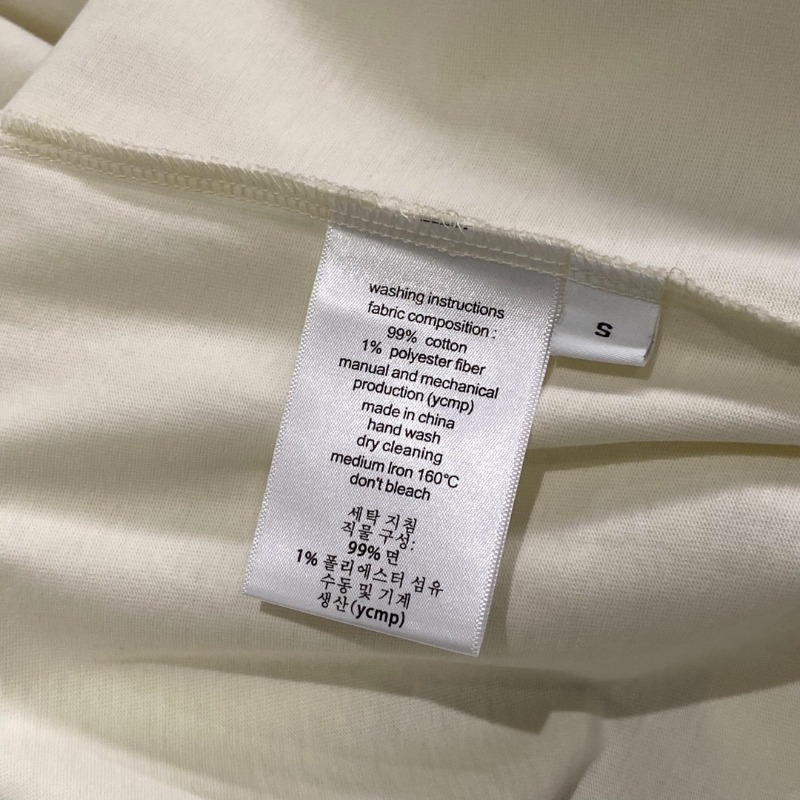 washing instructions
fabric composition :
99% cotton
1% polyester fiber
manual and mechanical
production (ycmp)
made in china
hand wash
dry cleaning
medium Iron 160℃
don't bleach
세탁 지침
직물 구성:
99% 면
1% 폴리에스터 섬유
수동 및 기계
생산(ycmp)
S